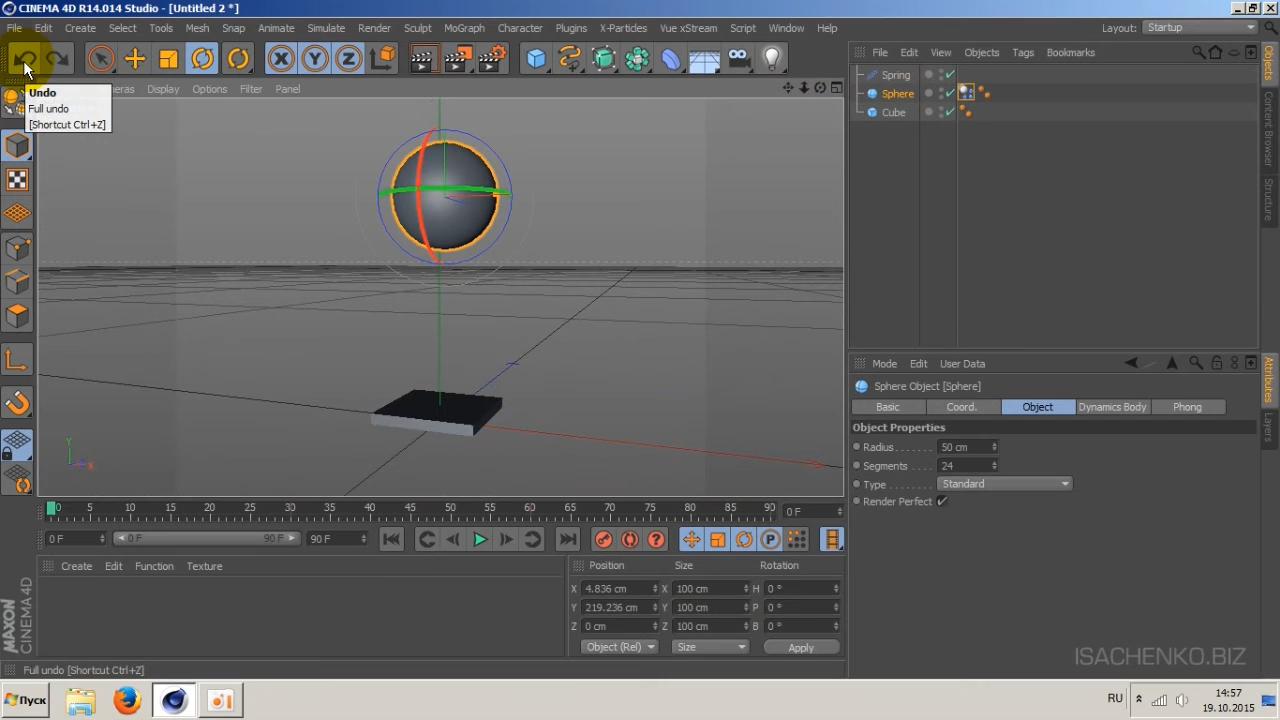 CINEMA 4D R14.014 Studio - [Untitled 2 *]
File Edit Create Select Tools Mesh Snap Animate Simulate Render Sculpt MoGraph Character Plugins X-Particles Vue xStream Script Window Help
Layout: Startup
X Y Z
File Edit View Objects Tags Bookmarks
Undo
Full undo
[Shortcut Ctrl+Z]
Display Options Filter Panel
Spring
Sphere
Cube
Objects
Content Browser
Structure
Y
X
Mode Edit User Data
Sphere Object [Sphere]
Basic Coord. Object Dynamics Body Phong
Object Properties
Radius 50 cm
Segments 24
Type Standard
Render Perfect
Attributes
Layers
0 5 10 15 20 25 30 35 40 45 50 55 60 65 70 75 80 85 90 0 F
0 F 0 F 90 F 90 F
P
Create Edit Function Texture
Position Size Rotation
X 4.836 cm X 100 cm H 0 °
Y 219.236 cm Y 100 cm P 0 °
Z 0 cm Z 100 cm B 0 °
Object (Rel) Size Apply
MAXON
CINEMA 4D
ISACHENKO.BIZ
Full undo [Shortcut Ctrl+Z]
Пуск
RU
14:57
19.10.2015